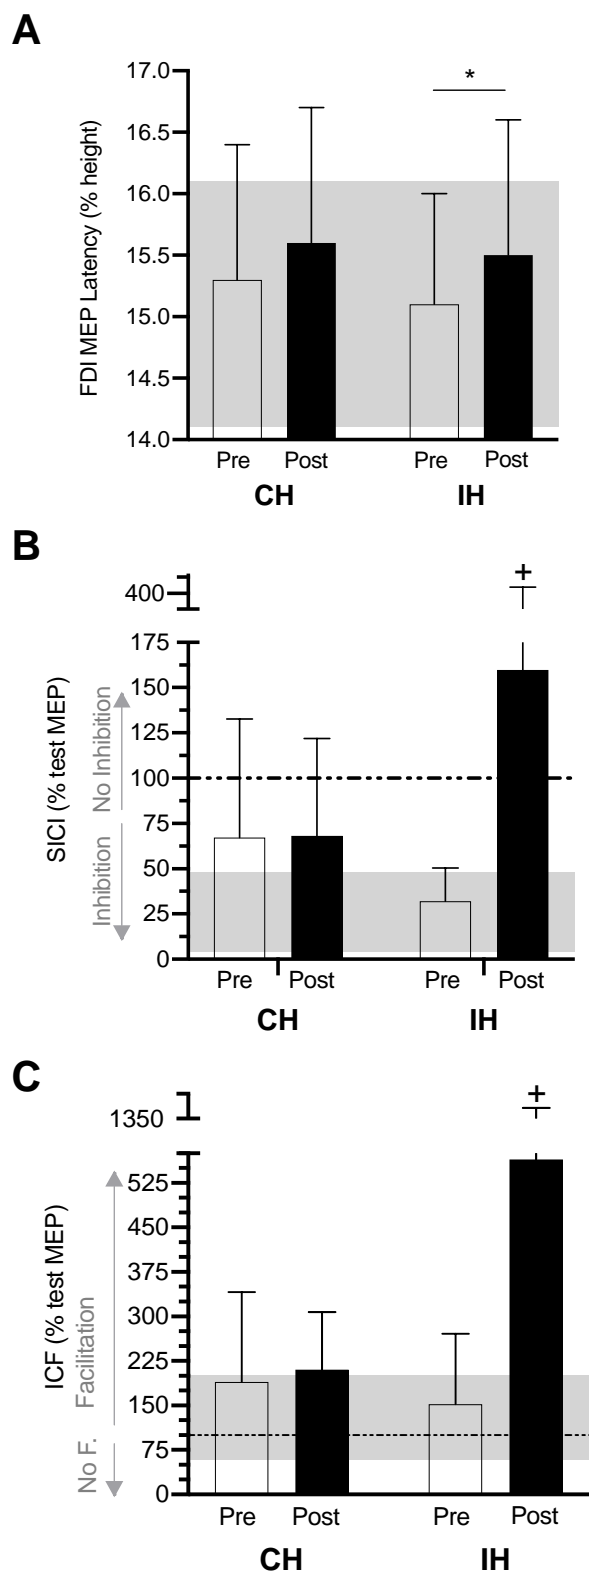 A
FDI MEP Latency (% height)
17.0
16.5
16.0
15.5
15.0
14.5
14.0
*
Pre Post Pre Post
CH IH
B
SICI (% test MEP)
Inhibition No Inhibition
400
175
150
125
100
75
50
25
0
+
Pre Post Pre Post
CH IH
C
ICF (% test MEP)
No F. Facilitation
1350
525
450
375
300
225
150
75
0
+
Pre Post Pre Post
CH IH